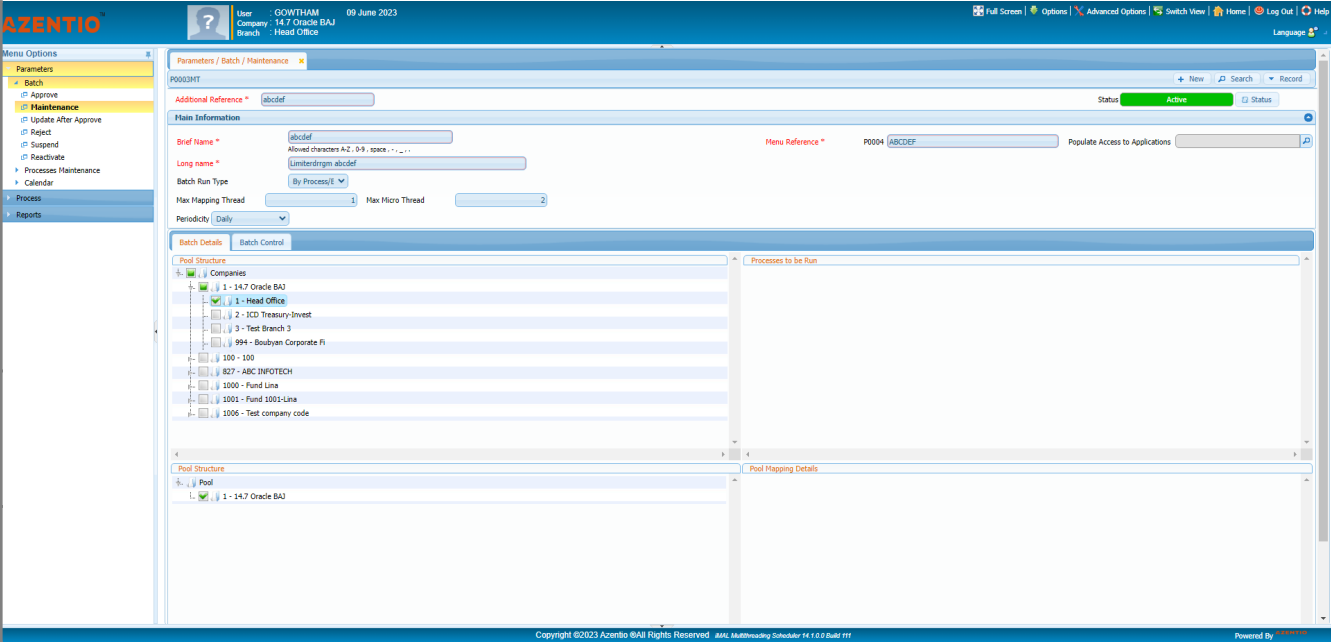 AZENTIO
User : GOWTHAM 09 June 2023
Company : 14.7 Oracle BAJ
Branch : Head Office
Full Screen | Options | Advanced Options | Switch View | Home | Log Out | Help
Language
Menu Options
Parameters
Batch
Approve
Maintenance
Update After Approve
Reject
Suspend
Reactivate
Processes Maintenance
Calendar
Process
Reports
Parameters / Batch / Maintenance
P0003MT
+ New Search Record
Additional Reference * abcdef
Status Active Status
Main Information
Brief Name * abcdef
Allowed characters A-Z , 0-9 , space , - , _ , .
Menu Reference * P0004 ABCDEF
Populate Access to Applications
Long name * Limiterdrrgm abcdef
Batch Run Type By Process/E
Max Mapping Thread 1 Max Micro Thread 2
Periodicity Daily
Batch Details Batch Control
Pool Structure
Companies
1 - 14.7 Oracle BAJ
1 - Head Office
2 - ICD Treasury-Invest
3 - Test Branch 3
994 - Boubyan Corporate Fi
100 - 100
827 - ABC INFOTECH
1000 - Fund Lina
1001 - Fund 1001-Lina
1006 - Test company code
Processes to be Run
Pool Structure
Pool
1 - 14.7 Oracle BAJ
Pool Mapping Details
Copyright ©2023 Azentio ®All Rights Reserved iMAL Multithreading Scheduler 14.1.0.0 Build 111
Powered By AZENTIO